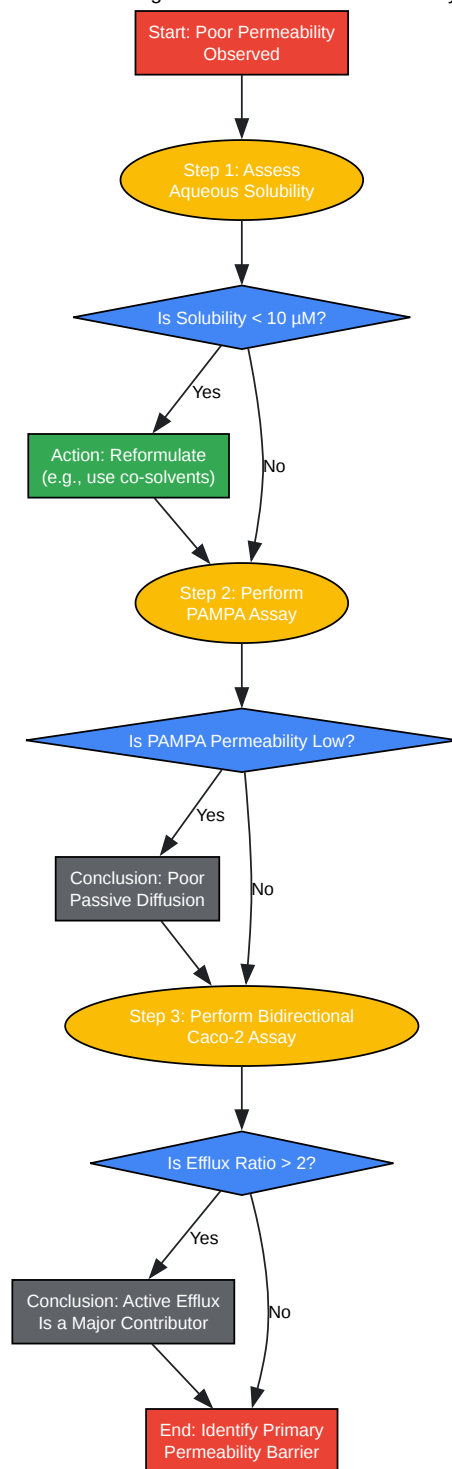 Start: Poor Permeability
Observed
Step 1: Assess
Aqueous Solubility
Is Solubility < 10 µM?
Yes
Action: Reformulate
(e.g., use co-solvents)
No
Step 2: Perform
PAMPA Assay
Is PAMPA Permeability Low?
Yes
Conclusion: Poor
Passive Diffusion
No
Step 3: Perform Bidirectional
Caco-2 Assay
Is Efflux Ratio > 2?
Yes
Conclusion: Active Efflux
Is a Major Contributor
No
End: Identify Primary
Permeability Barrier